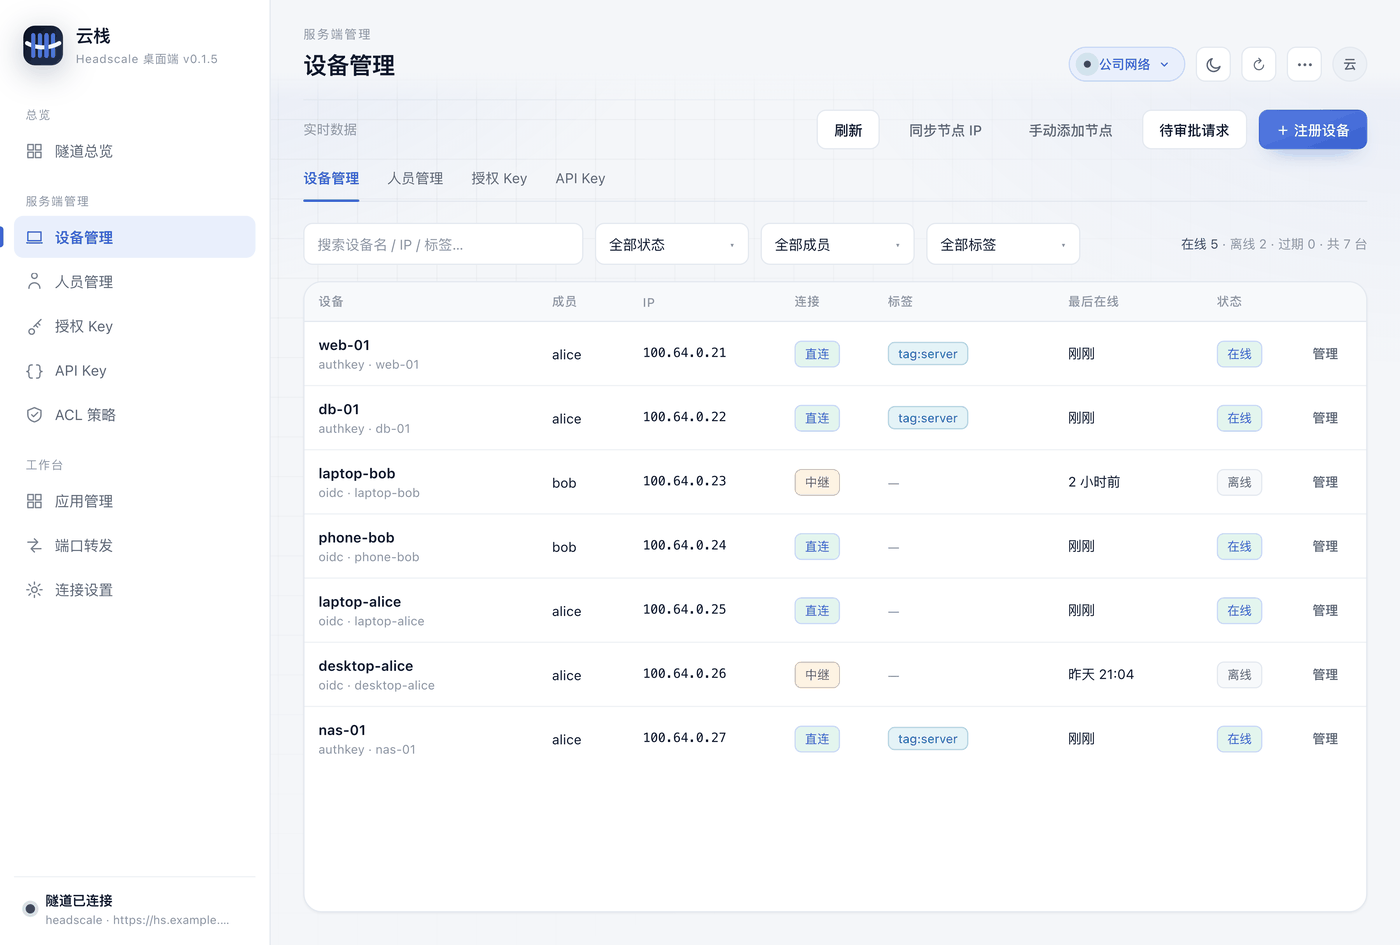 云栈
Headscale 桌面端 v0.1.5
总览
隧道总览
服务端管理
设备管理
人员管理
授权 Key
API Key
ACL 策略
工作台
应用管理
端口转发
连接设置
隧道已连接
headscale · https://hs.example....
服务端管理
设备管理
公司网络
云
实时数据
刷新
同步节点 IP
手动添加节点
待审批请求
+ 注册设备
设备管理 人员管理 授权 Key API Key
搜索设备名 / IP / 标签...
全部状态
全部成员
全部标签
在线 5 · 离线 2 · 过期 0 · 共 7 台
设备 成员 IP 连接 标签 最后在线 状态
web-01
authkey · web-01
alice 100.64.0.21 直连 tag:server 刚刚 在线 管理
db-01
authkey · db-01
alice 100.64.0.22 直连 tag:server 刚刚 在线 管理
laptop-bob
oidc · laptop-bob
bob 100.64.0.23 中继 — 2 小时前 离线 管理
phone-bob
oidc · phone-bob
bob 100.64.0.24 直连 — 刚刚 在线 管理
laptop-alice
oidc · laptop-alice
alice 100.64.0.25 直连 — 刚刚 在线 管理
desktop-alice
oidc · desktop-alice
alice 100.64.0.26 中继 — 昨天 21:04 离线 管理
nas-01
authkey · nas-01
alice 100.64.0.27 直连 tag:server 刚刚 在线 管理